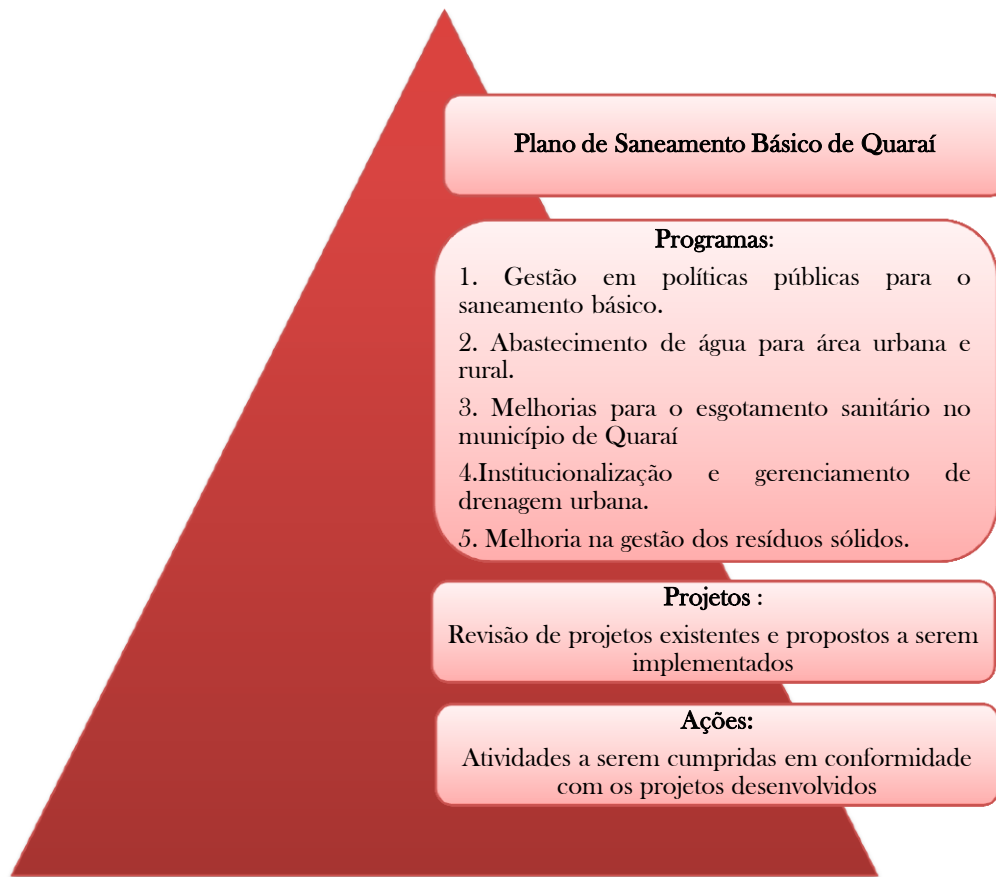 Plano de Saneamento Básico de Quaraí
Programas:
1. Gestão em políticas públicas para o
saneamento básico.
2. Abastecimento de água para área urbana e
rural.
3. Melhorias para o esgotamento sanitário no
município de Quaraí
4.Institucionalização e gerenciamento de
drenagem urbana.
5. Melhoria na gestão dos resíduos sólidos.
Projetos :
Revisão de projetos existentes e propostos a serem
implementados
Ações:
Atividades a serem cumpridas em conformidade
com os projetos desenvolvidos